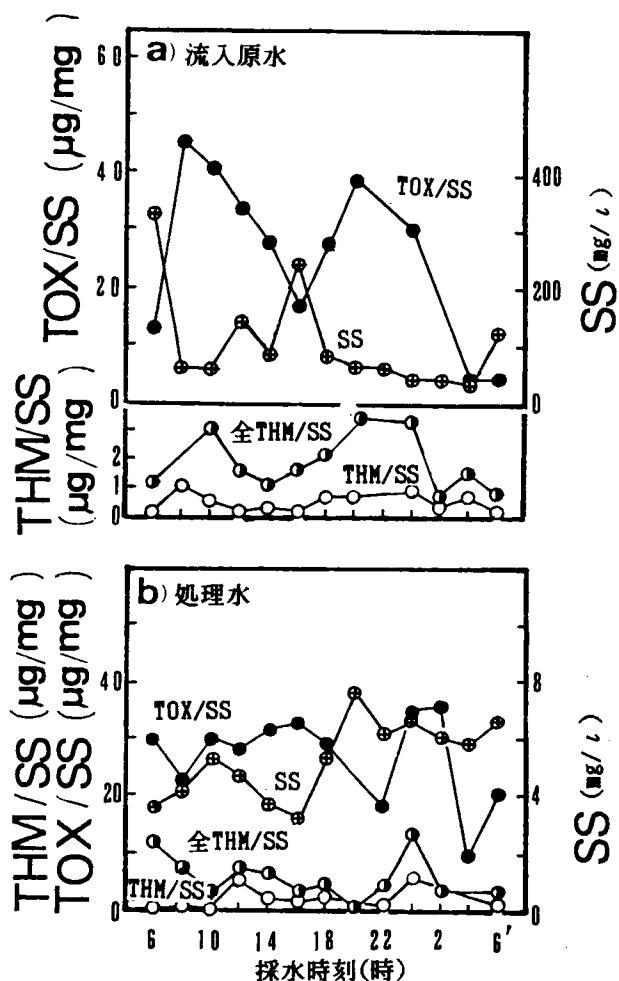 a) 流入原水
TOX/SS (μg/mg)
60
40
20
0
SS (mg/ℓ)
400
200
0
TOX/SS
SS
THM/SS (μg/mg)
2
1
0
全THM/SS
THM/SS
b) 処理水
THM/SS (μg/mg)
TOX/SS (μg/mg)
40
20
0
SS (mg/ℓ)
8
4
0
TOX/SS
SS
全THM/SS
THM/SS
6 10 14 18 22 2 6′
採水時刻(時)